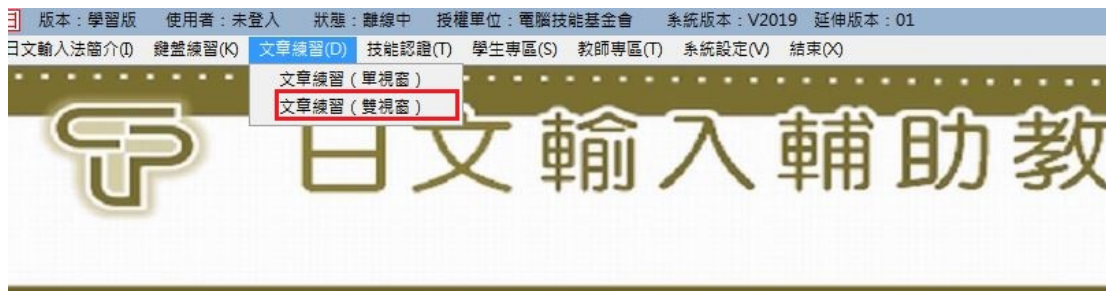 日 版本：學習版 使用者：未登入 狀態：離線中 授權單位：電腦技能基金會 系統版本：V2019 延伸版本：01
日文輸入法簡介(I) 鍵盤練習(K) 文章練習(D) 技能認證(T) 學生專區(S) 教師專區(T) 系統設定(V) 結束(X)
文章練習（單視窗）
文章練習（雙視窗）
日文輸入輔助教